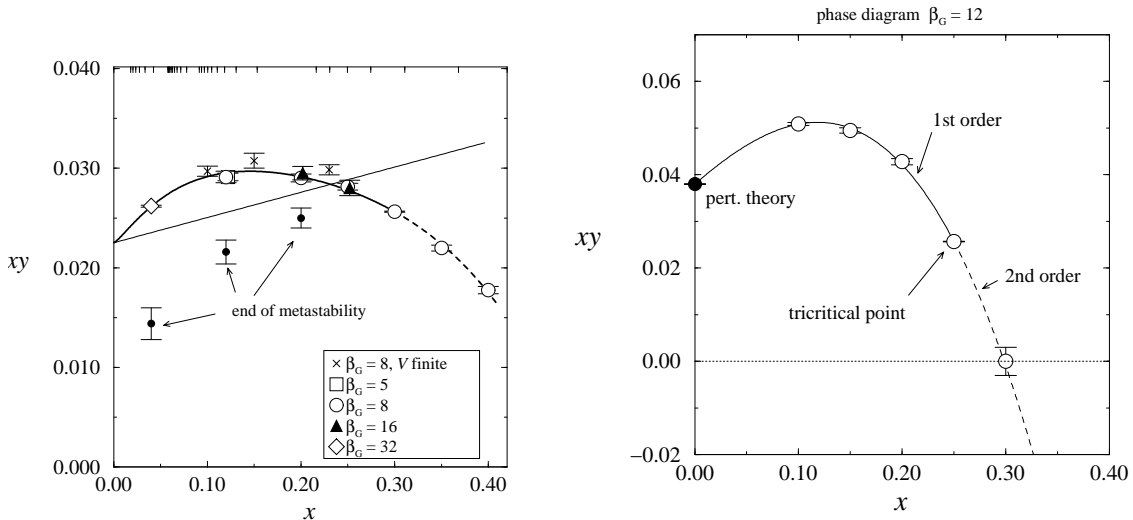 0.040
0.030
0.020
0.010
0.000
xy
0.00 0.10 0.20 0.30 0.40
x
end of metastability
β_G = 8, V finite
β_G = 5
β_G = 8
β_G = 16
β_G = 32
phase diagram β_G = 12
0.06
0.04
0.02
0.00
−0.02
xy
0.00 0.10 0.20 0.30 0.40
x
1st order
pert. theory
2nd order
tricritical point